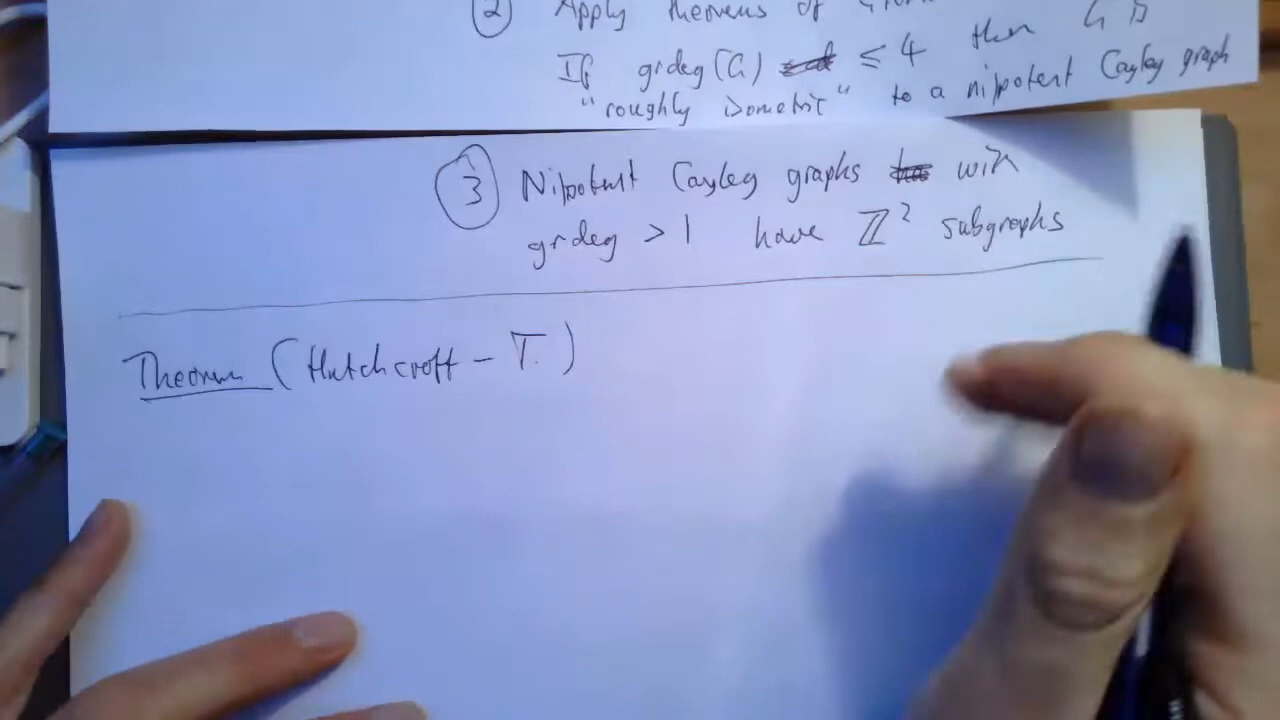 ② Apply theorems of
If grdeg(G) ≤ 4 then G is
"roughly isometric" to a nilpotent Cayley graph
③ Nilpotent Cayley graphs with
grdeg > 1 have ℤ² subgraphs
Theorem (Hutchcroft - T.)